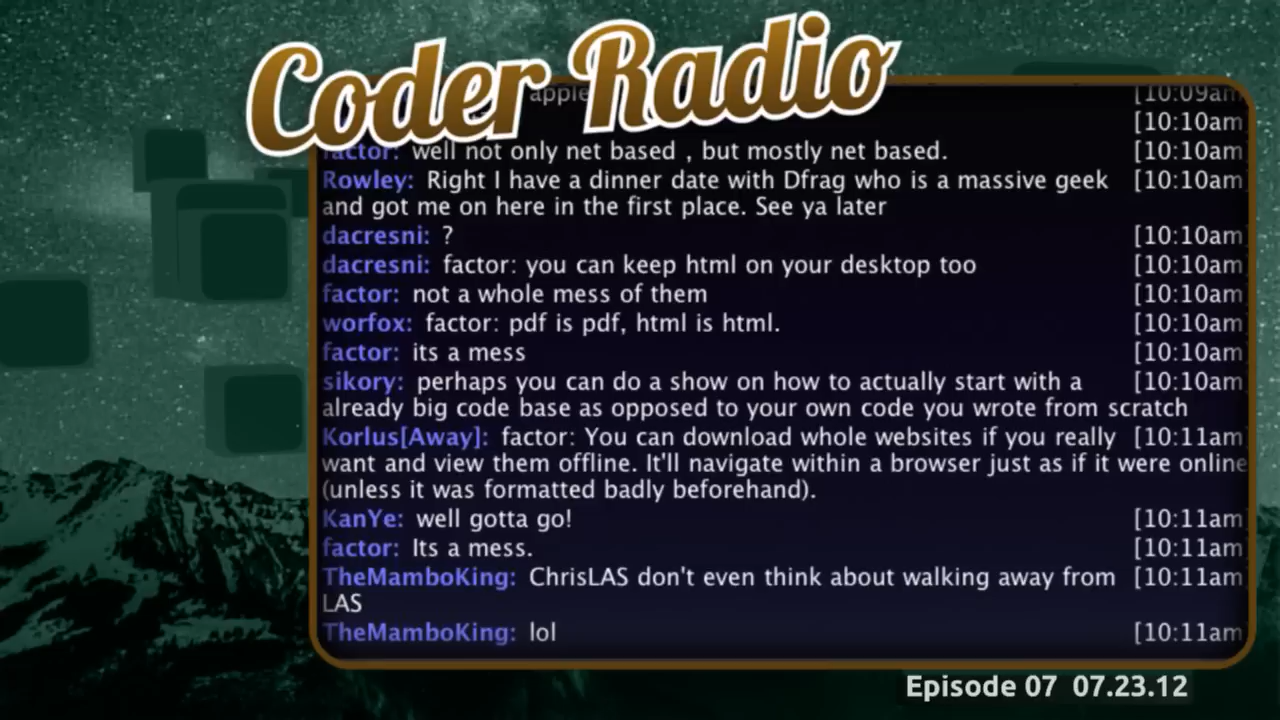 Coder Radio
apple [10:09am
[10:10am
factor: well not only net based , but mostly net based. [10:10am
Rowley: Right I have a dinner date with Dfrag who is a massive geek [10:10am
and got me on here in the first place. See ya later
dacresni: ? [10:10am
dacresni: factor: you can keep html on your desktop too [10:10am
factor: not a whole mess of them [10:10am
worfox: factor: pdf is pdf, html is html. [10:10am
factor: its a mess [10:10am
sikory: perhaps you can do a show on how to actually start with a [10:10am
already big code base as opposed to your own code you wrote from scratch
Korlus[Away]: factor: You can download whole websites if you really [10:11am
want and view them offline. It'll navigate within a browser just as if it were online
(unless it was formatted badly beforehand).
KanYe: well gotta go! [10:11am
factor: Its a mess. [10:11am
TheMamboKing: ChrisLAS don't even think about walking away from [10:11am
LAS
TheMamboKing: lol [10:11am
Episode 07 07.23.12